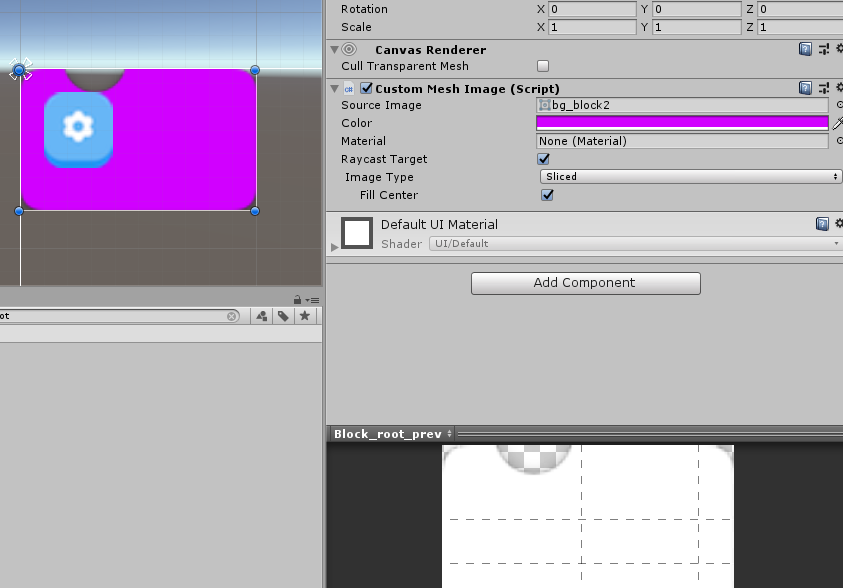 Rotation X 0 Y 0 Z 0
Scale X 1 Y 1 Z 1
Canvas Renderer
Cull Transparent Mesh
c# Custom Mesh Image (Script)
Source Image bg_block2
Color
Material None (Material)
Raycast Target
Image Type Sliced
Fill Center
Default UI Material
Shader UI/Default
Add Component
ot
Block_root_prev